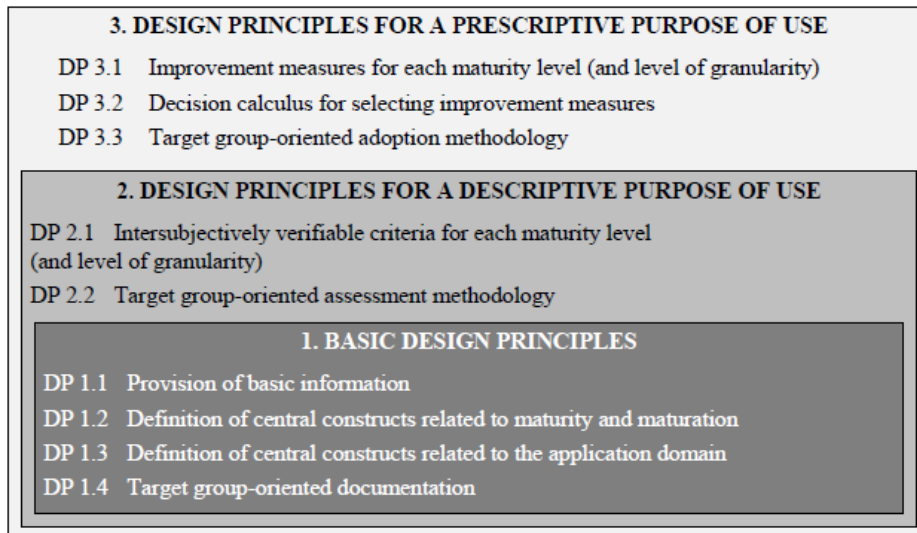 3. DESIGN PRINCIPLES FOR A PRESCRIPTIVE PURPOSE OF USE
DP 3.1 Improvement measures for each maturity level (and level of granularity)
DP 3.2 Decision calculus for selecting improvement measures
DP 3.3 Target group-oriented adoption methodology
2. DESIGN PRINCIPLES FOR A DESCRIPTIVE PURPOSE OF USE
DP 2.1 Intersubjectively verifiable criteria for each maturity level
(and level of granularity)
DP 2.2 Target group-oriented assessment methodology
1. BASIC DESIGN PRINCIPLES
DP 1.1 Provision of basic information
DP 1.2 Definition of central constructs related to maturity and maturation
DP 1.3 Definition of central constructs related to the application domain
DP 1.4 Target group-oriented documentation